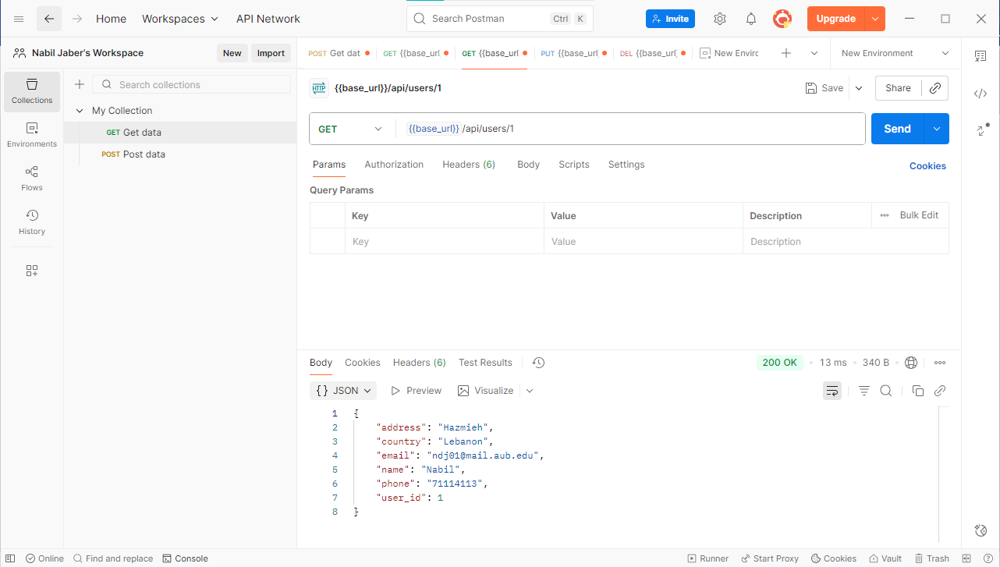 Home Workspaces API Network Search Postman Ctrl K Invite Upgrade
Nabil Jaber's Workspace New Import
POST Get dat GET {{base_url GET {{base_url PUT {{base_url DEL {{base_url New Enviro New Environment
Collections
Environments
Flows
History
Search collections
My Collection
GET Get data
POST Post data
HTTP {{base_url}}/api/users/1 Save Share
GET {{base_url}} /api/users/1 Send
Params Authorization Headers (6) Body Scripts Settings Cookies
Query Params
Key Value Description Bulk Edit
Key Value Description
Body Cookies Headers (6) Test Results 200 OK 13 ms 340 B
{} JSON Preview Visualize
1 {
2 "address": "Hazmieh",
3 "country": "Lebanon",
4 "email": "ndj01@mail.aub.edu",
5 "name": "Nabil",
6 "phone": "71114113",
7 "user_id": 1
8 }
Online Find and replace Console Runner Start Proxy Cookies Vault Trash